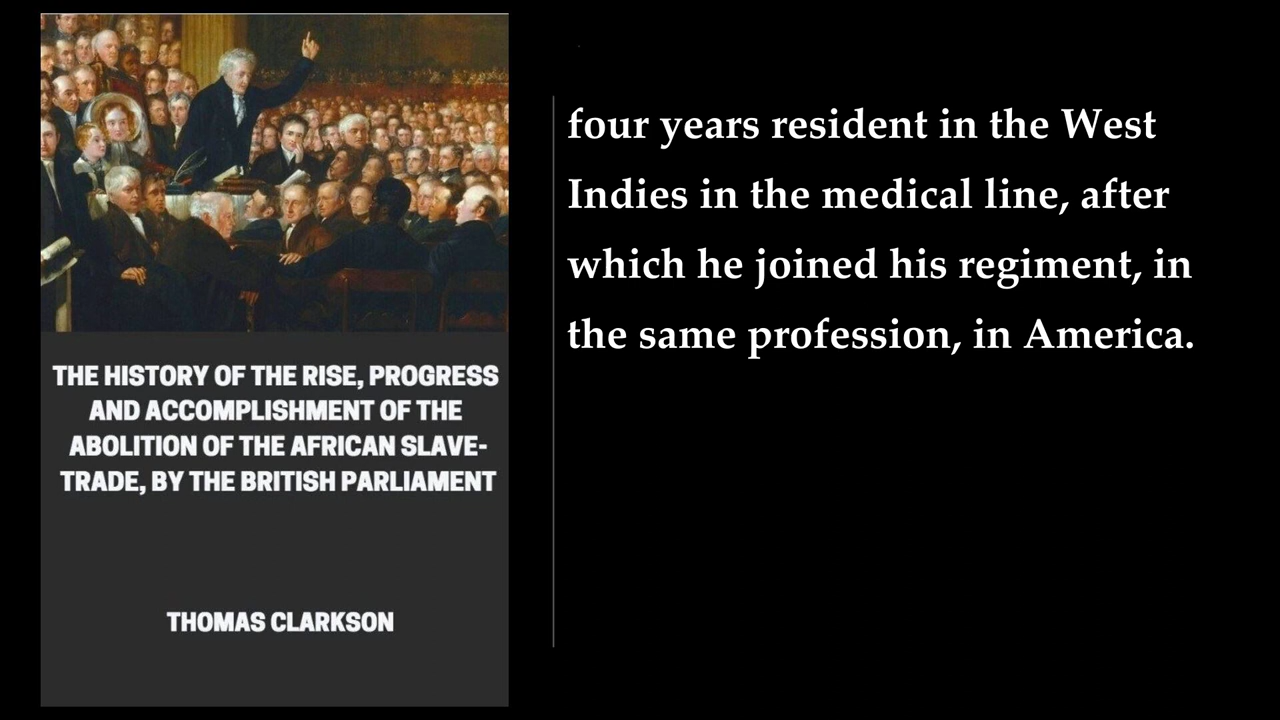 THE HISTORY OF THE RISE, PROGRESS
AND ACCOMPLISHMENT OF THE
ABOLITION OF THE AFRICAN SLAVE-
TRADE, BY THE BRITISH PARLIAMENT
THOMAS CLARKSON
four years resident in the West
Indies in the medical line, after
which he joined his regiment, in
the same profession, in America.